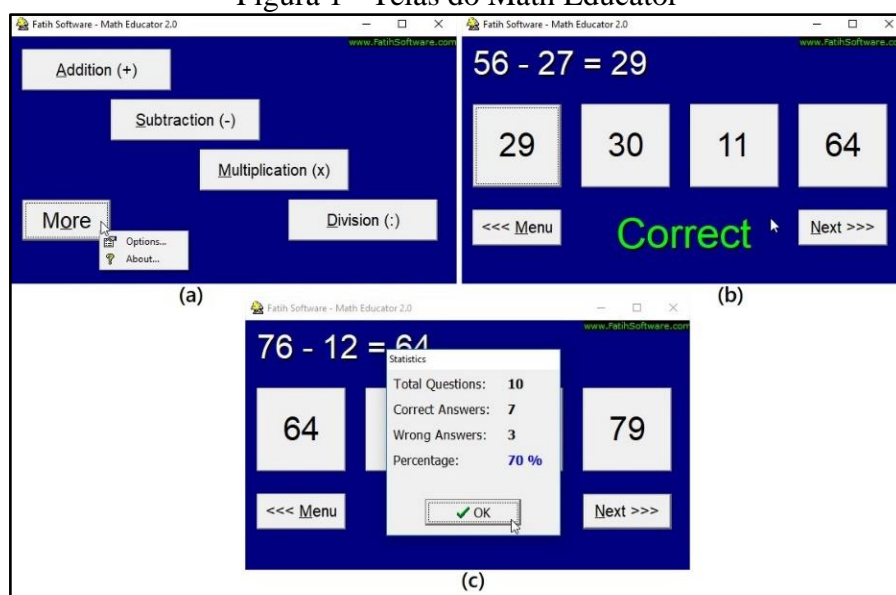 Figura 1 - Telas do Math Educator
Fatih Software - Math Educator 2.0
www.FatihSoftware.com
Addition (+)
Subtraction (-)
Multiplication (x)
Division (:)
More
Options...
About...
(a)
Fatih Software - Math Educator 2.0
www.FatihSoftware.co
56 - 27 = 29
29 30 11 64
<<< Menu
Correct
Next >>>
(b)
Fatih Software - Math Educator 2.0
www.FatihSoftware.com
76 - 12 = 64
Statistics
Total Questions: 10
Correct Answers: 7
Wrong Answers: 3
Percentage: 70 %
OK
64
79
<<< Menu
Next >>>
(c)